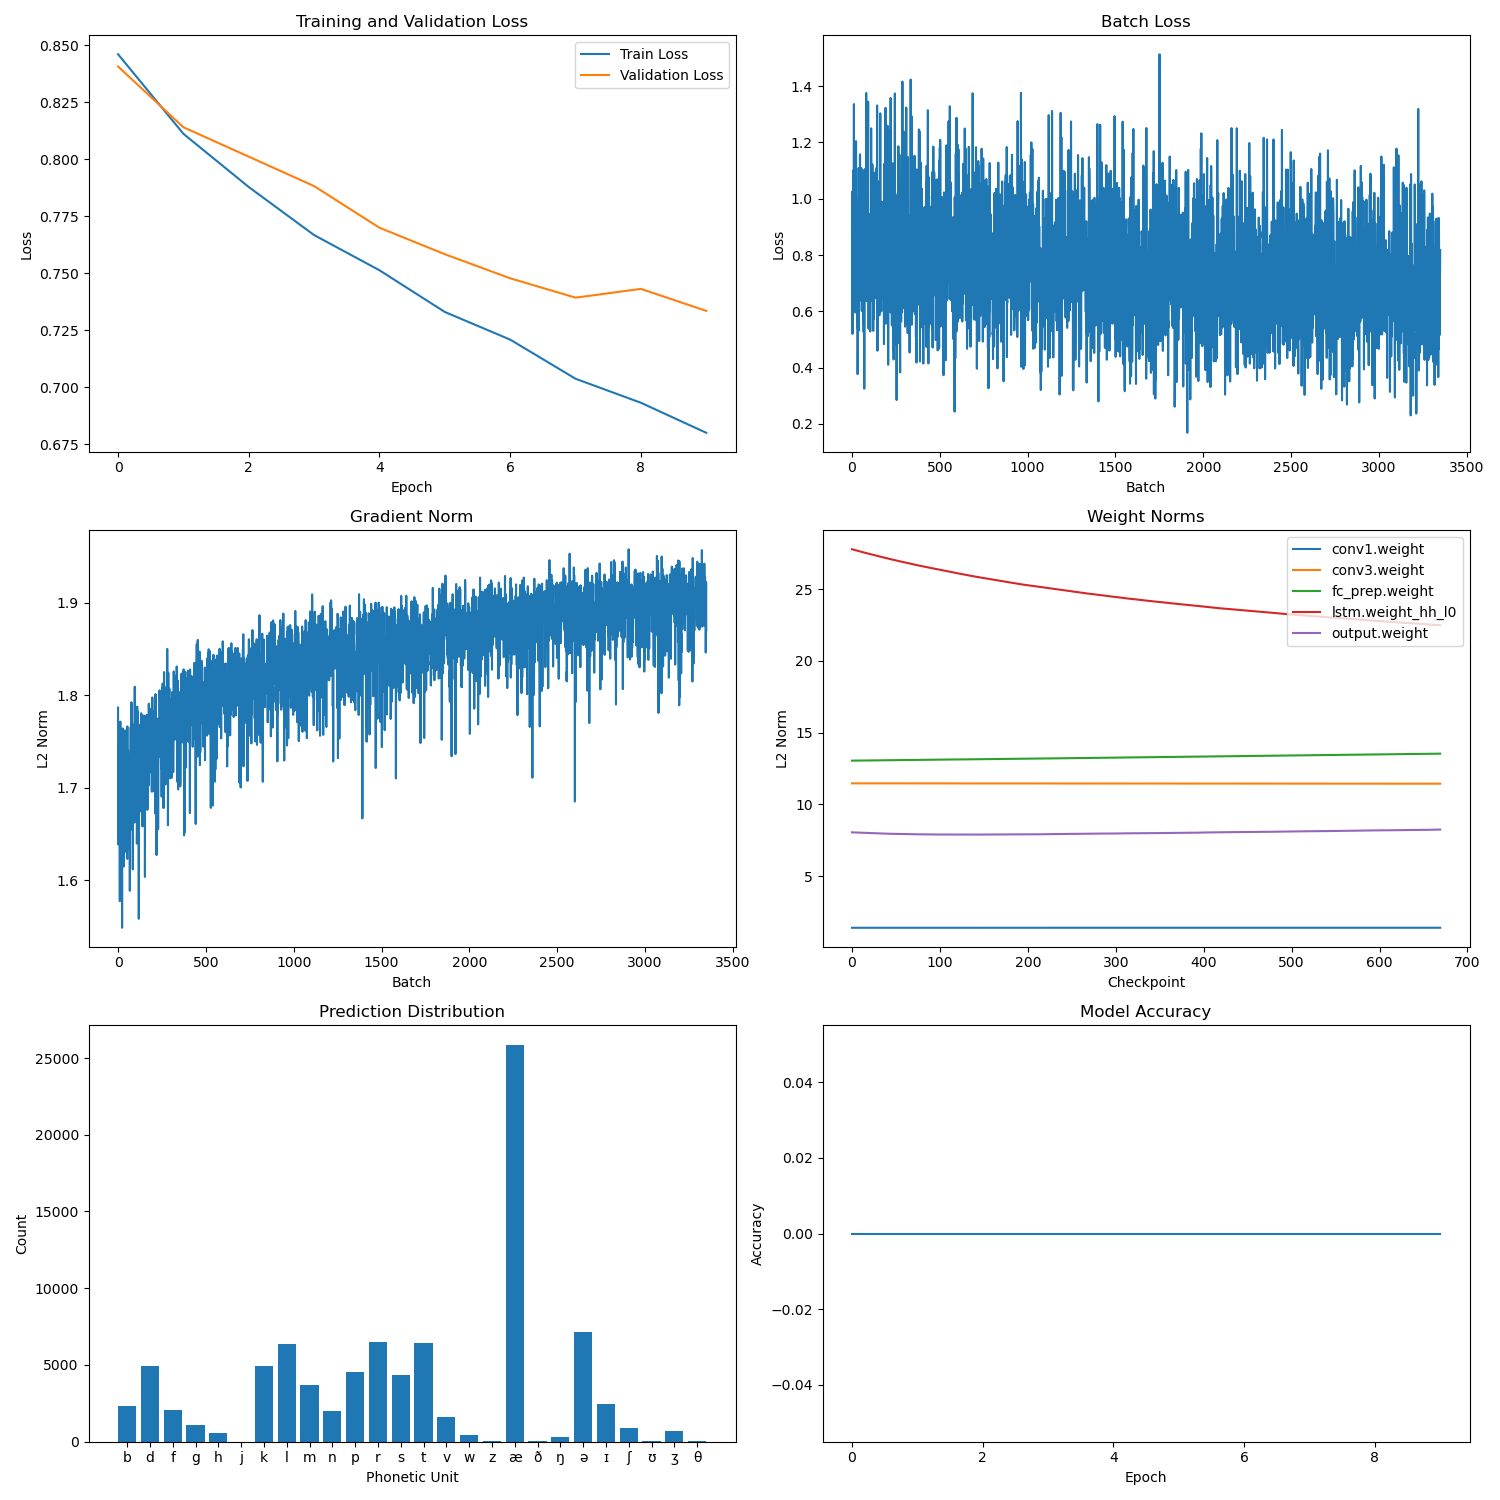 Training and Validation Loss
0.850
0.825
0.800
0.775
0.750
0.725
0.700
0.675
Loss
Train Loss
Validation Loss
0 2 4 6 8
Epoch
Batch Loss
1.4
1.2
1.0
0.8
0.6
0.4
0.2
Loss
0 500 1000 1500 2000 2500 3000 3500
Batch
Gradient Norm
1.9
1.8
1.7
1.6
L2 Norm
0 500 1000 1500 2000 2500 3000 3500
Batch
Weight Norms
25
20
15
10
5
L2 Norm
conv1.weight
conv3.weight
fc_prep.weight
lstm.weight_hh_l0
output.weight
0 100 200 300 400 500 600 700
Checkpoint
Prediction Distribution
25000
20000
15000
10000
5000
0
Count
b d f g h j k l m n p r s t v w z æ ð ŋ ə ɪ ʃ ʊ ʒ θ
Phonetic Unit
Model Accuracy
0.04
0.02
0.00
−0.02
−0.04
Accuracy
0 2 4 6 8
Epoch